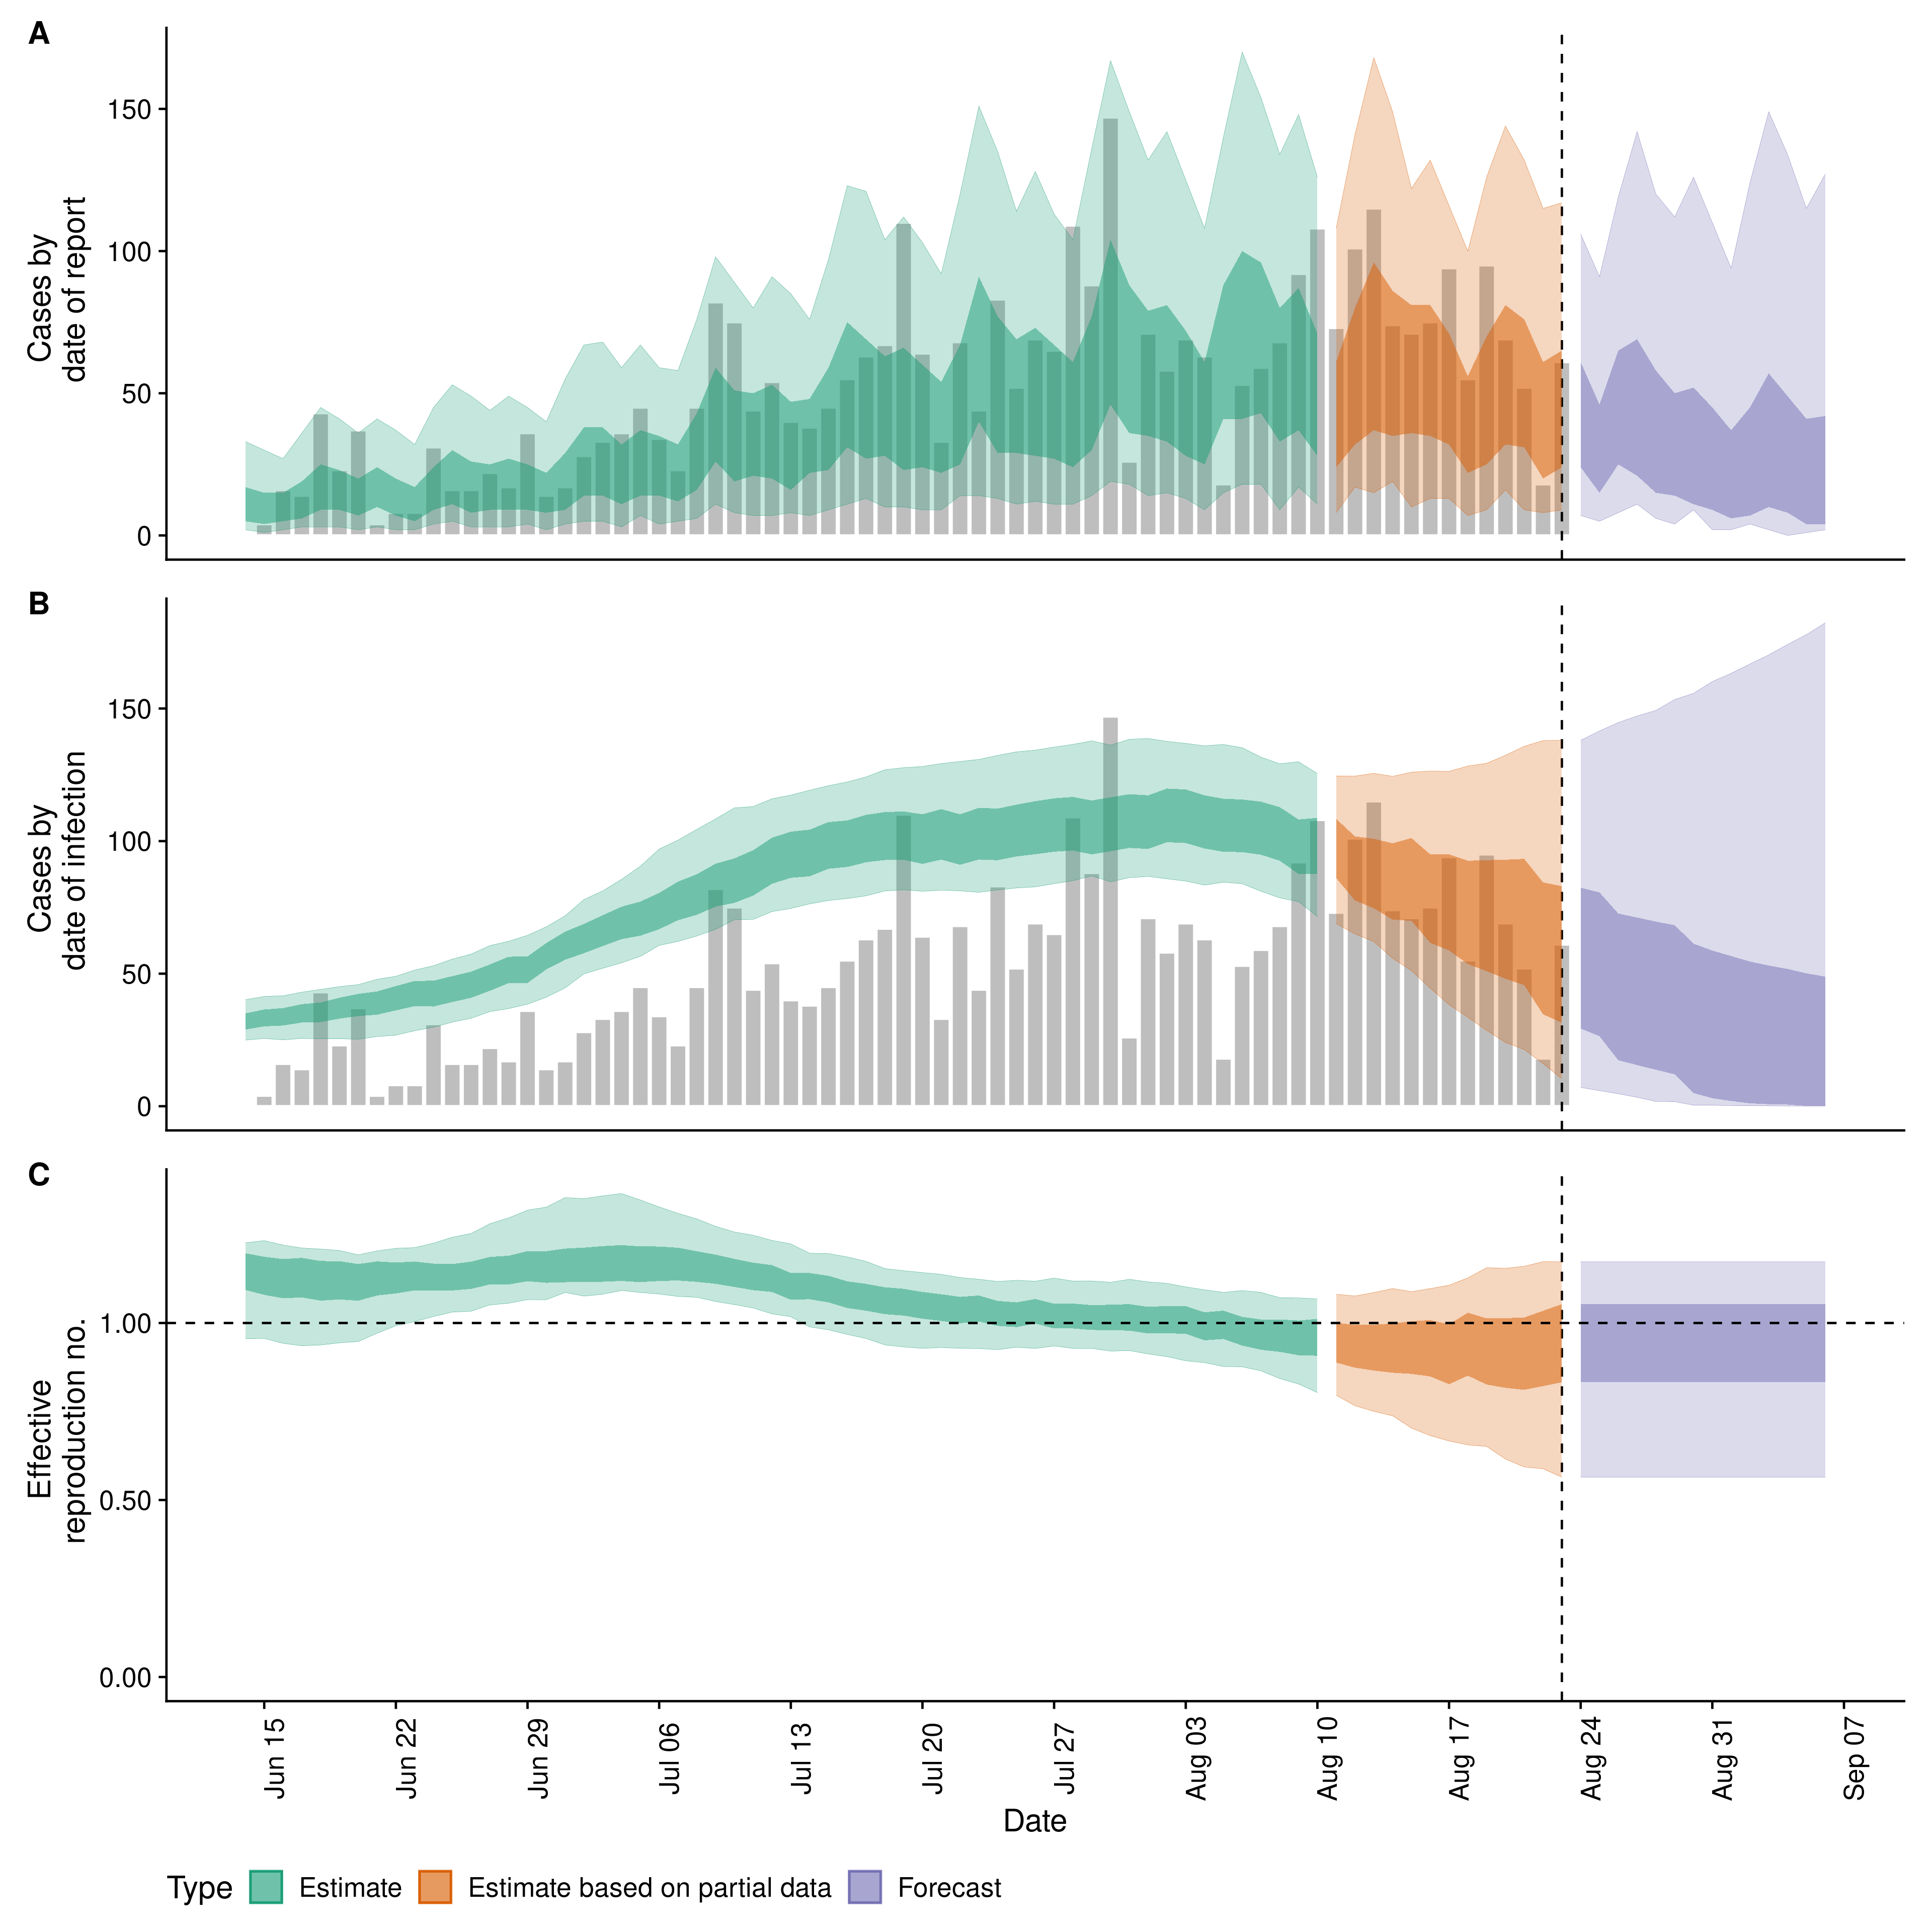 A
Cases by
date of report
150
100
50
0
B
Cases by
date of infection
150
100
50
0
C
Effective
reproduction no.
1.00
0.50
0.00
Jun 15
Jun 22
Jun 29
Jul 06
Jul 13
Jul 20
Jul 27
Aug 03
Aug 10
Aug 17
Aug 24
Aug 31
Sep 07
Date
Type Estimate Estimate based on partial data Forecast